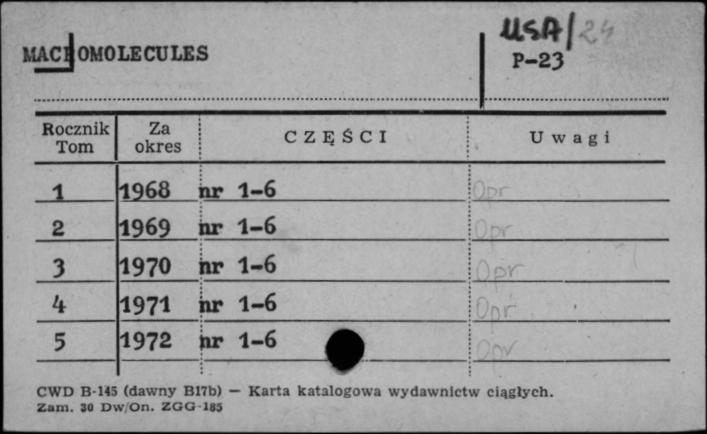 USA/24
MACROMOLECULES
P-23
Rocznik Tom Za okres CZĘŚCI Uwagi
1 1968 nr 1-6 Opr
2 1969 nr 1-6 Opr
3 1970 nr 1-6 Opr
4 1971 nr 1-6 Opr
5 1972 nr 1-6 Opr
CWD B-145 (dawny B17b) — Karta katalogowa wydawnictw ciągłych.
Zam. 30 Dw/On. ZGG-185